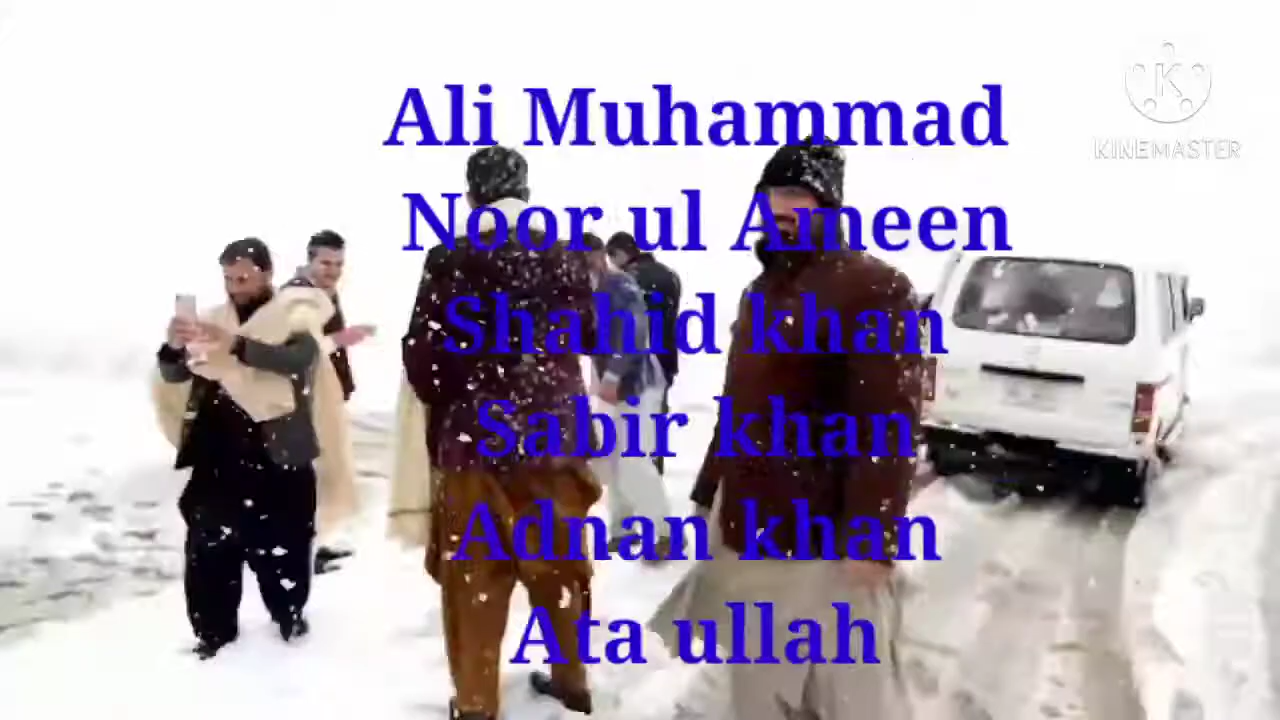 Ali Muhammad
Noor ul Ameen
Shahid khan
Sabir khan
Adnan khan
Ata ullah
K
KINEMASTER